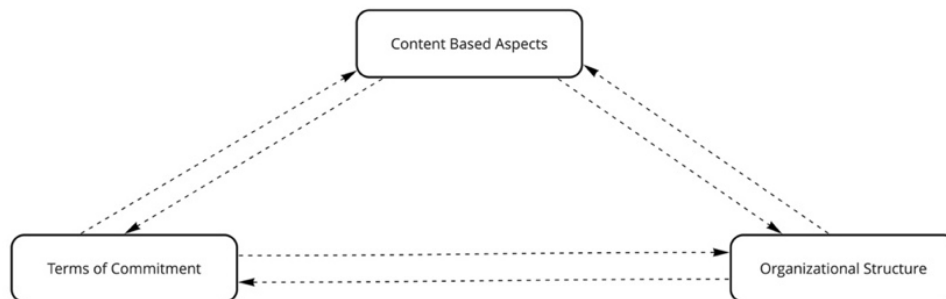 Content Based Aspects
Terms of Commitment
Organizational Structure